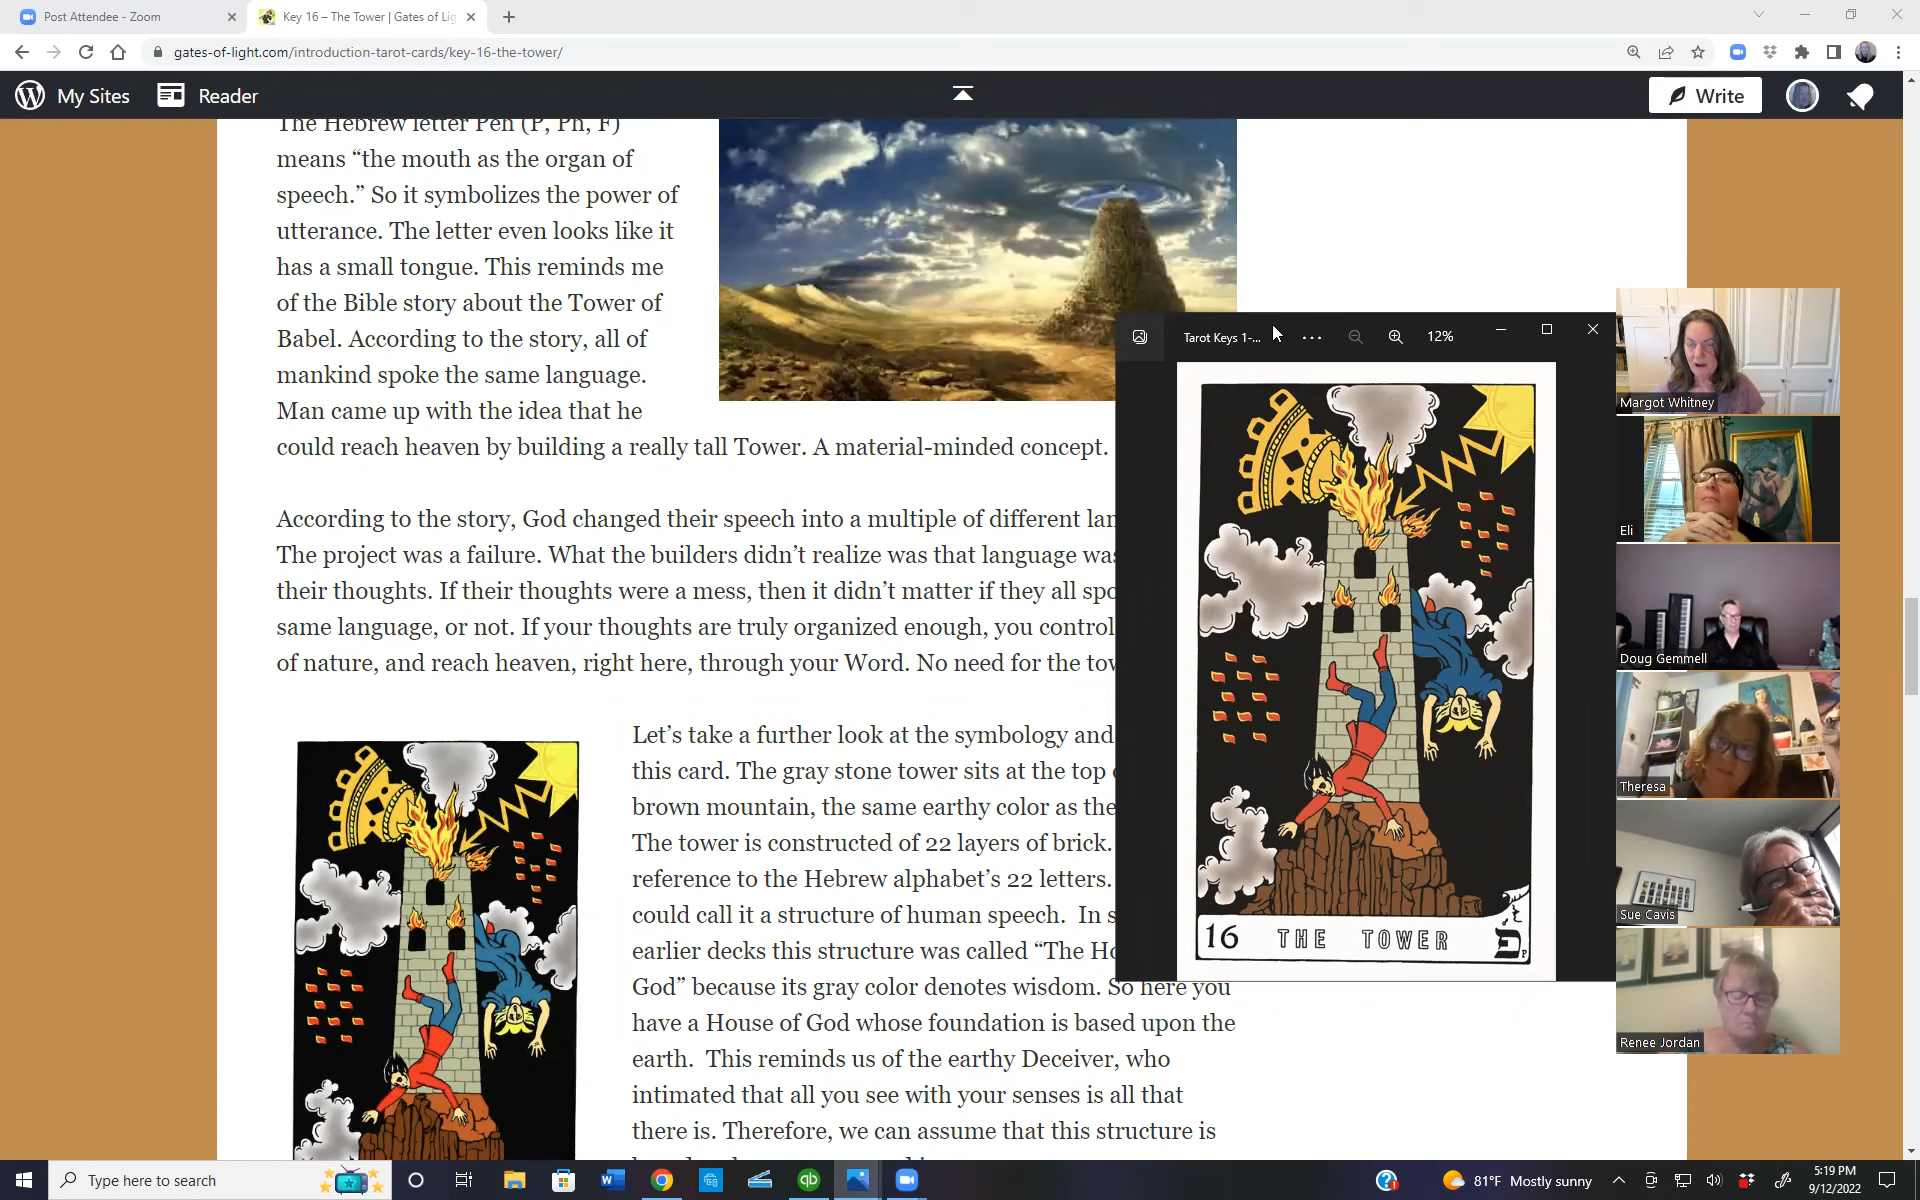 Post Attendee - Zoom
Key 16 – The Tower | Gates of Lig
gates-of-light.com/introduction-tarot-cards/key-16-the-tower/
My Sites
Reader
Write
The Hebrew letter Peh (P, Ph, F)
means “the mouth as the organ of
speech.” So it symbolizes the power of
utterance. The letter even looks like it
has a small tongue. This reminds me
of the Bible story about the Tower of
Babel. According to the story, all of
mankind spoke the same language.
Man came up with the idea that he
could reach heaven by building a really tall Tower. A material-minded concept.
According to the story, God changed their speech into a multiple of different lan
The project was a failure. What the builders didn’t realize was that language was
their thoughts. If their thoughts were a mess, then it didn’t matter if they all spo
same language, or not. If your thoughts are truly organized enough, you control
of nature, and reach heaven, right here, through your Word. No need for the tow
Let’s take a further look at the symbology and
this card. The gray stone tower sits at the top
brown mountain, the same earthy color as the
The tower is constructed of 22 layers of brick.
reference to the Hebrew alphabet’s 22 letters.
could call it a structure of human speech.  In s
earlier decks this structure was called “The Ho
God” because its gray color denotes wisdom. So here you
have a House of God whose foundation is based upon the
earth.  This reminds us of the earthy Deceiver, who
intimated that all you see with your senses is all that
there is. Therefore, we can assume that this structure is
Tarot Keys 1-...
12%
16 THE TOWER פ P
Margot Whitney
Eli
Doug Gemmell
Theresa
Sue Cavis
Renee Jordan
Type here to search
81°F Mostly sunny
5:19 PM
9/12/2022